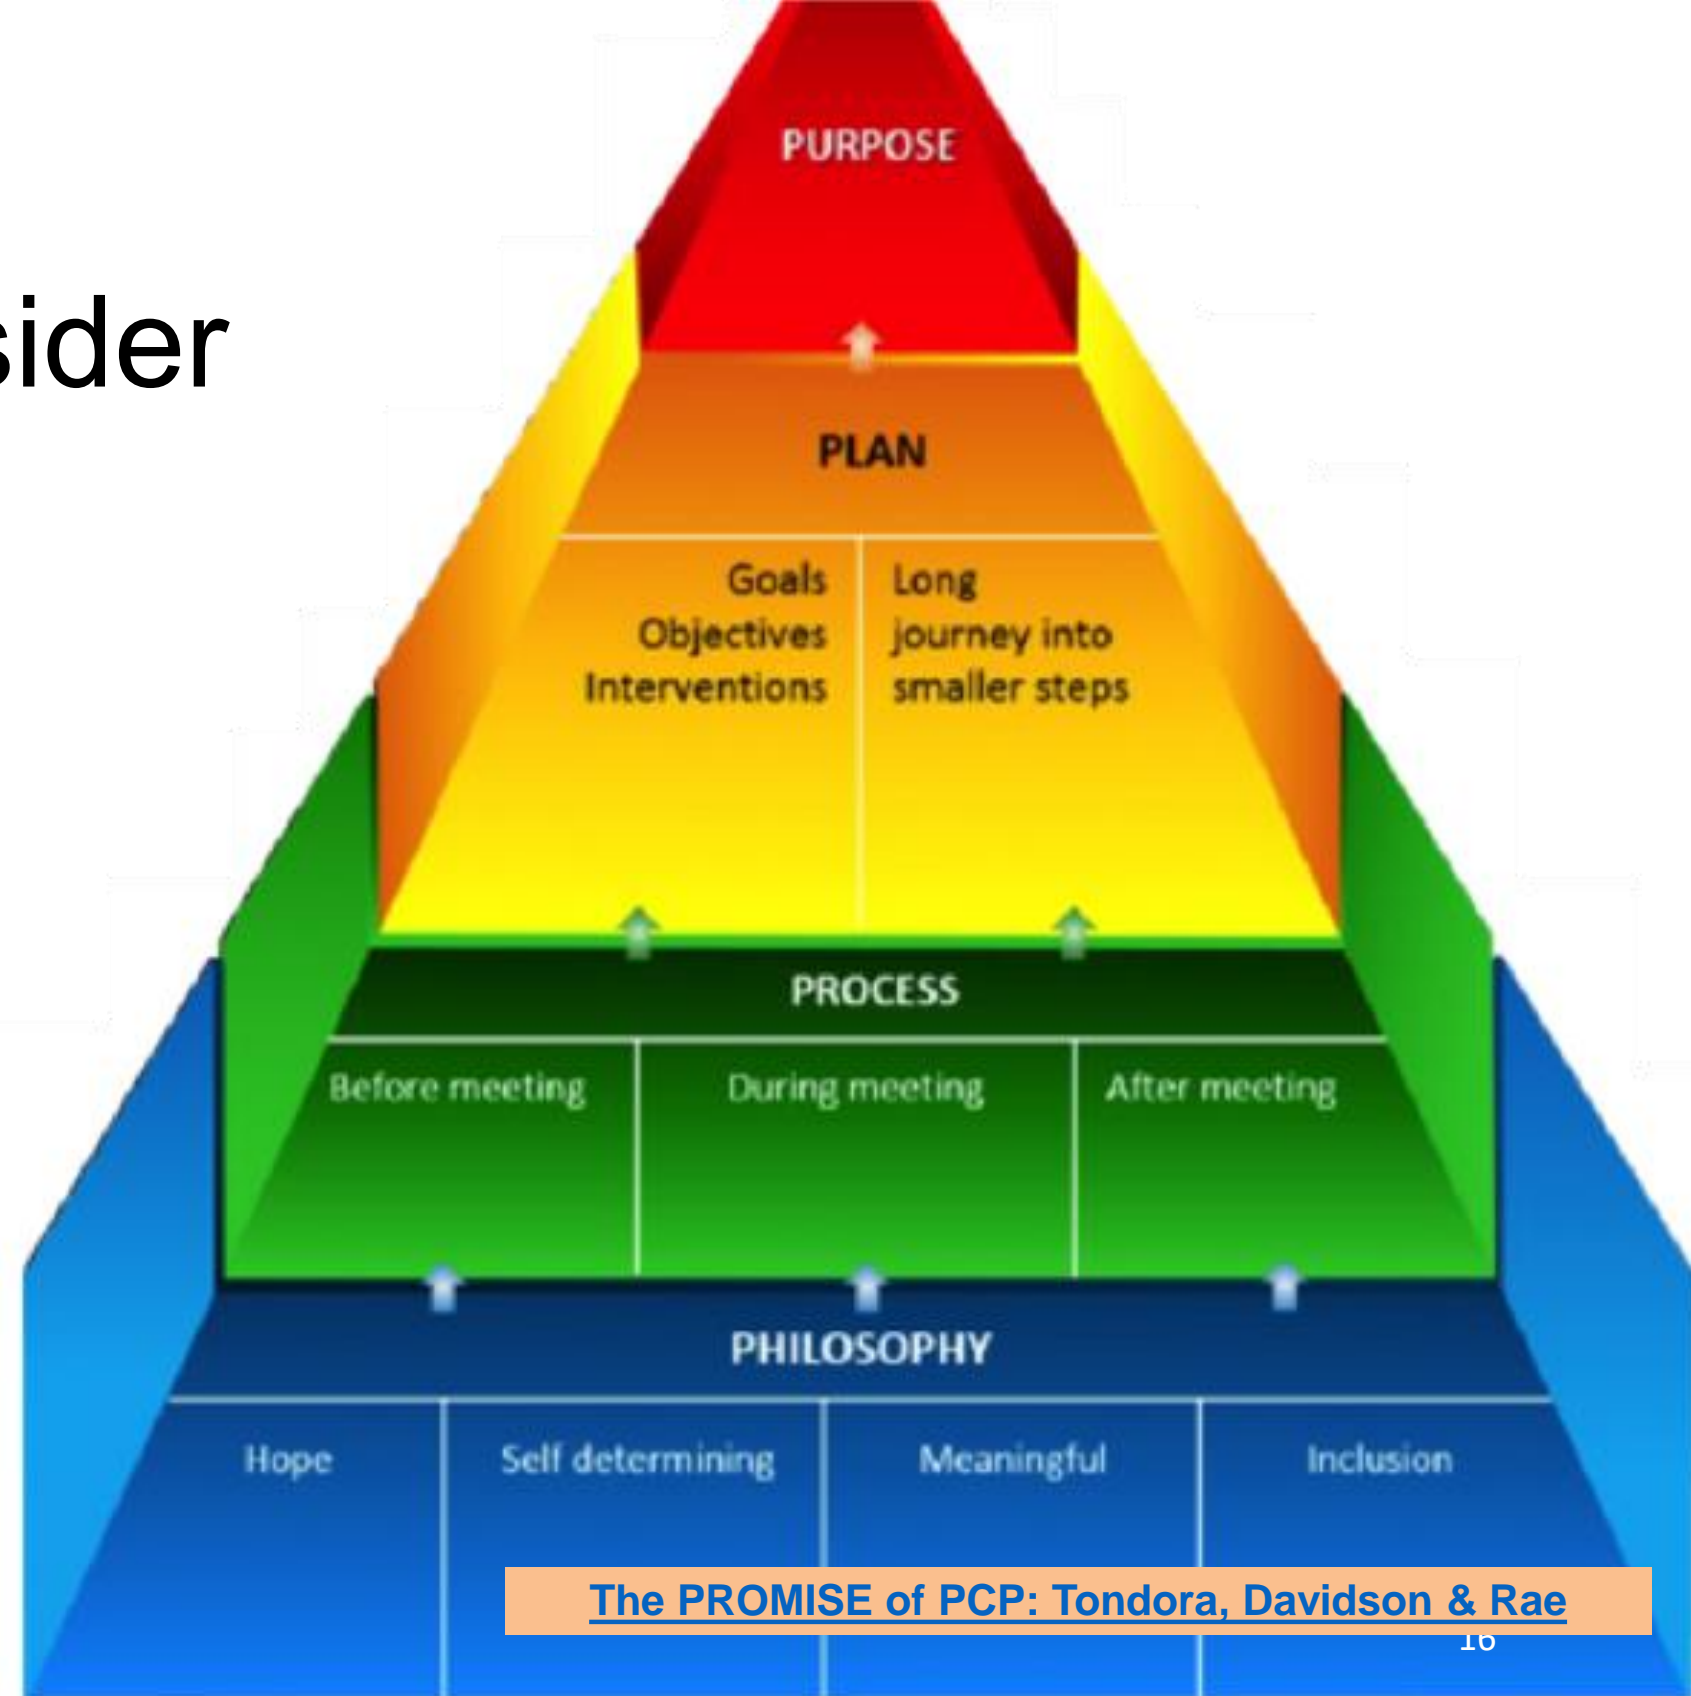 PURPOSE
sider
PLAN
Goals
Objectives
Interventions
Long
journey into
smaller steps
PROCESS
Before meeting
During meeting
After meeting
PHILOSOPHY
Hope
Self determining
Meaningful
Inclusion
The PROMISE of PCP: Tondora, Davidson & Rae
16